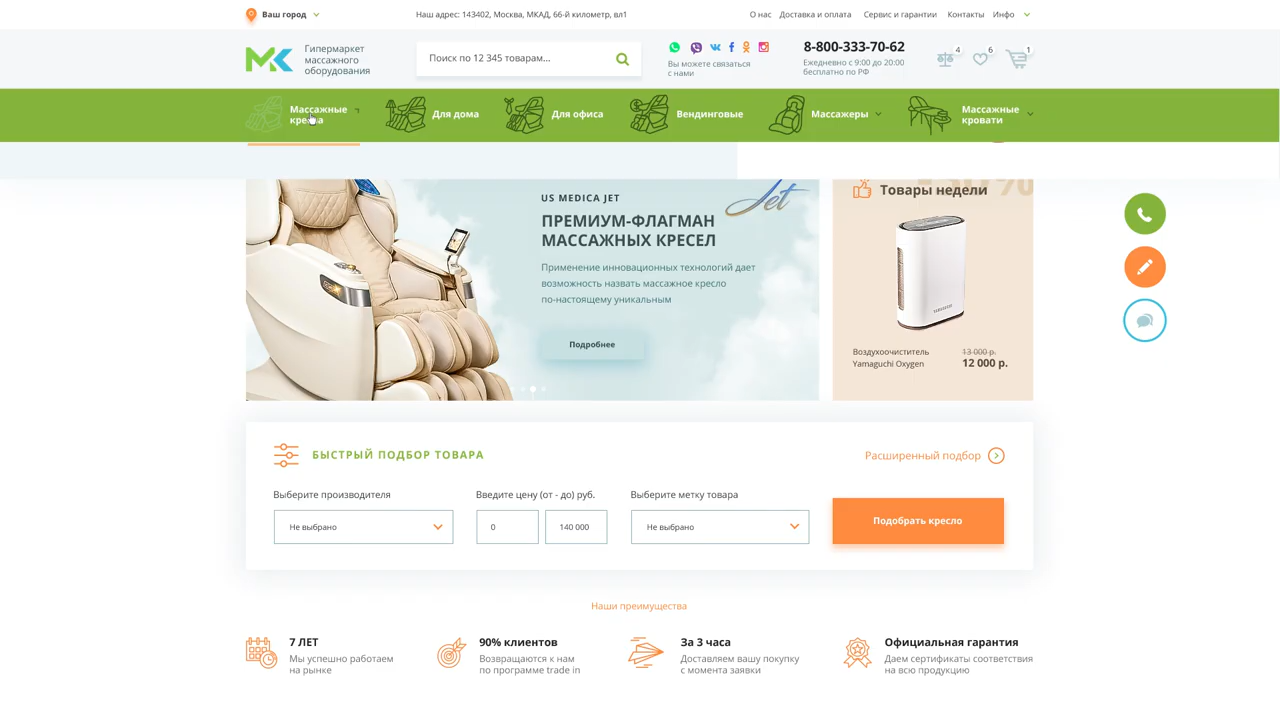 Ваш город
Наш адрес: 143402, Москва, МКАД, 66-й километр, вл1
О нас
Доставка и оплата
Сервис и гарантии
Контакты
Инфо
МК
Гипермаркет
массажного
оборудования
Поиск по 12 345 товарам...
Вы можете связаться
с нами
8-800-333-70-62
Ежедневно с 9:00 до 20:00
бесплатно по РФ
4
6
1
Массажные
кресла
Для дома
Для офиса
Вендинговые
Массажеры
Массажные
кровати
US MEDICA JET
Jet
ПРЕМИУМ-ФЛАГМАН
МАССАЖНЫХ КРЕСЕЛ
Применение инновационных технологий дает
возможность назвать массажное кресло
по-настоящему уникальным
Подробнее
Товары недели
Воздухоочиститель
Yamaguchi Oxygen
13 000 р.
12 000 р.
БЫСТРЫЙ ПОДБОР ТОВАРА
Расширенный подбор
Выберите производителя
Введите цену (от - до) руб.
Выберите метку товара
Не выбрано
0
140 000
Не выбрано
Подобрать кресло
Наши преимущества
7 ЛЕТ
Мы успешно работаем
на рынке
90% клиентов
Возвращаются к нам
по программе trade in
За 3 часа
Доставляем вашу покупку
с момента заявки
Официальная гарантия
Даем сертификаты соответствия
на всю продукцию